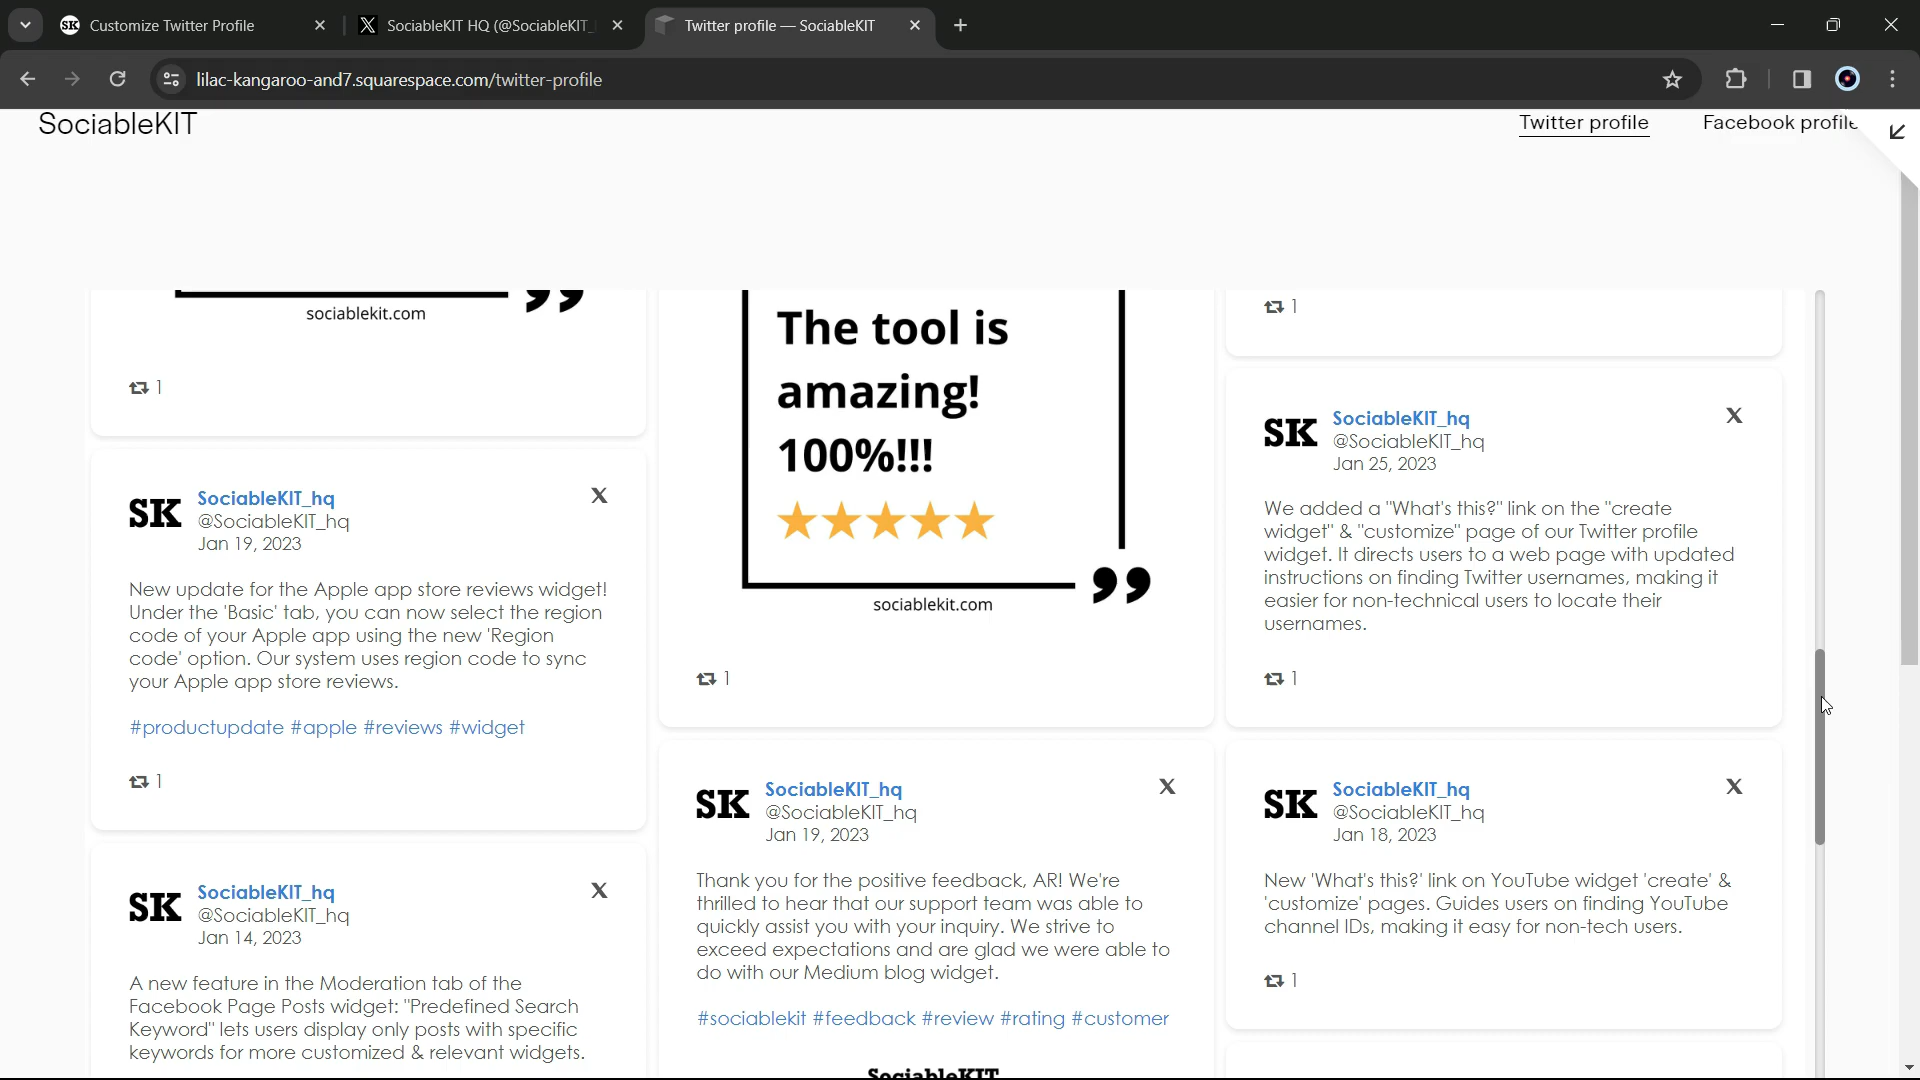 SK Customize Twitter Profile
SociableKIT HQ (@SociableKIT_
Twitter profile — SociableKIT
lilac-kangaroo-and7.squarespace.com/twitter-profile
SociableKIT
Twitter profile
Facebook profile
sociablekit.com
1
SK
SociableKIT_hq
@SociableKIT_hq
Jan 19, 2023
New update for the Apple app store reviews widget!
Under the 'Basic' tab, you can now select the region
code of your Apple app using the new 'Region
code' option. Our system uses region code to sync
your Apple app store reviews.
#productupdate #apple #reviews #widget
1
SK
SociableKIT_hq
@SociableKIT_hq
Jan 14, 2023
A new feature in the Moderation tab of the
Facebook Page Posts widget: "Predefined Search
Keyword" lets users display only posts with specific
keywords for more customized & relevant widgets.
The tool is
amazing!
100%!!!
sociablekit.com
1
SK
SociableKIT_hq
@SociableKIT_hq
Jan 19, 2023
Thank you for the positive feedback, AR! We're
thrilled to hear that our support team was able to
quickly assist you with your inquiry. We strive to
exceed expectations and are glad we were able to
do with our Medium blog widget.
#sociablekit #feedback #review #rating #customer
SociableKIT
1
SK
SociableKIT_hq
@SociableKIT_hq
Jan 25, 2023
We added a "What's this?" link on the "create
widget" & "customize" page of our Twitter profile
widget. It directs users to a web page with updated
instructions on finding Twitter usernames, making it
easier for non-technical users to locate their
usernames.
1
SK
SociableKIT_hq
@SociableKIT_hq
Jan 18, 2023
New 'What's this?' link on YouTube widget 'create' &
'customize' pages. Guides users on finding YouTube
channel IDs, making it easy for non-tech users.
1